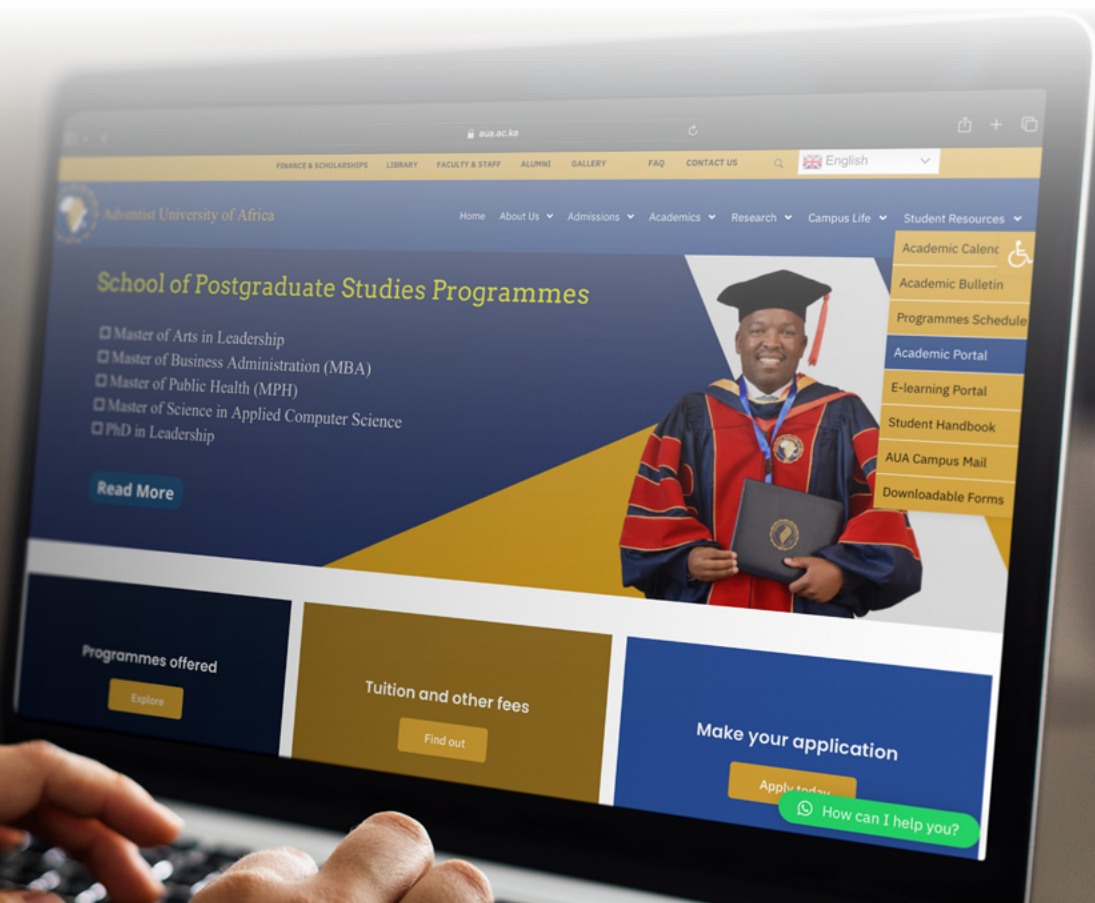 aua.ac.ke
FINANCE & SCHOLARSHIPS LIBRARY FACULTY & STAFF ALUMNI GALLERY FAQ CONTACT US English
Adventist University of Africa
Home About Us Admissions Academics Research Campus Life Student Resources
Academic Calend
Academic Bulletin
Programmes Schedule
Academic Portal
E-learning Portal
Student Handbook
AUA Campus Mail
Downloadable Forms
School of Postgraduate Studies Programmes
Master of Arts in Leadership
Master of Business Administration (MBA)
Master of Public Health (MPH)
Master of Science in Applied Computer Science
PhD in Leadership
Read More
Programmes offered
Explore
Tuition and other fees
Find out
Make your application
Apply today
How can I help you?